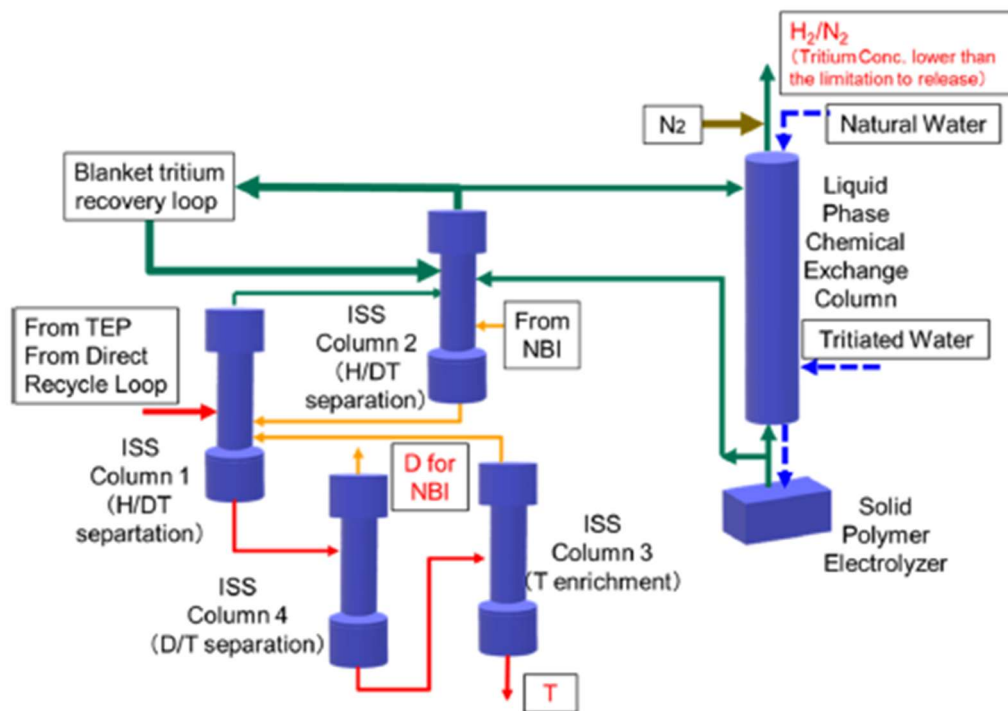 H2/N2
(Tritium Conc. lower than
the limitation to release)
N2
Natural Water
Blanket tritium
recovery loop
Liquid
Phase
Chemical
Exchange
Column
ISS
Column 2
(H/DT
separation)
From
NBI
From TEP
From Direct
Recycle Loop
Tritiated Water
ISS
Column 1
(H/DT
separtation)
D for
NBI
ISS
Column 3
(T enrichment)
Solid
Polymer
Electrolyzer
ISS
Column 4
(D/T separation)
T